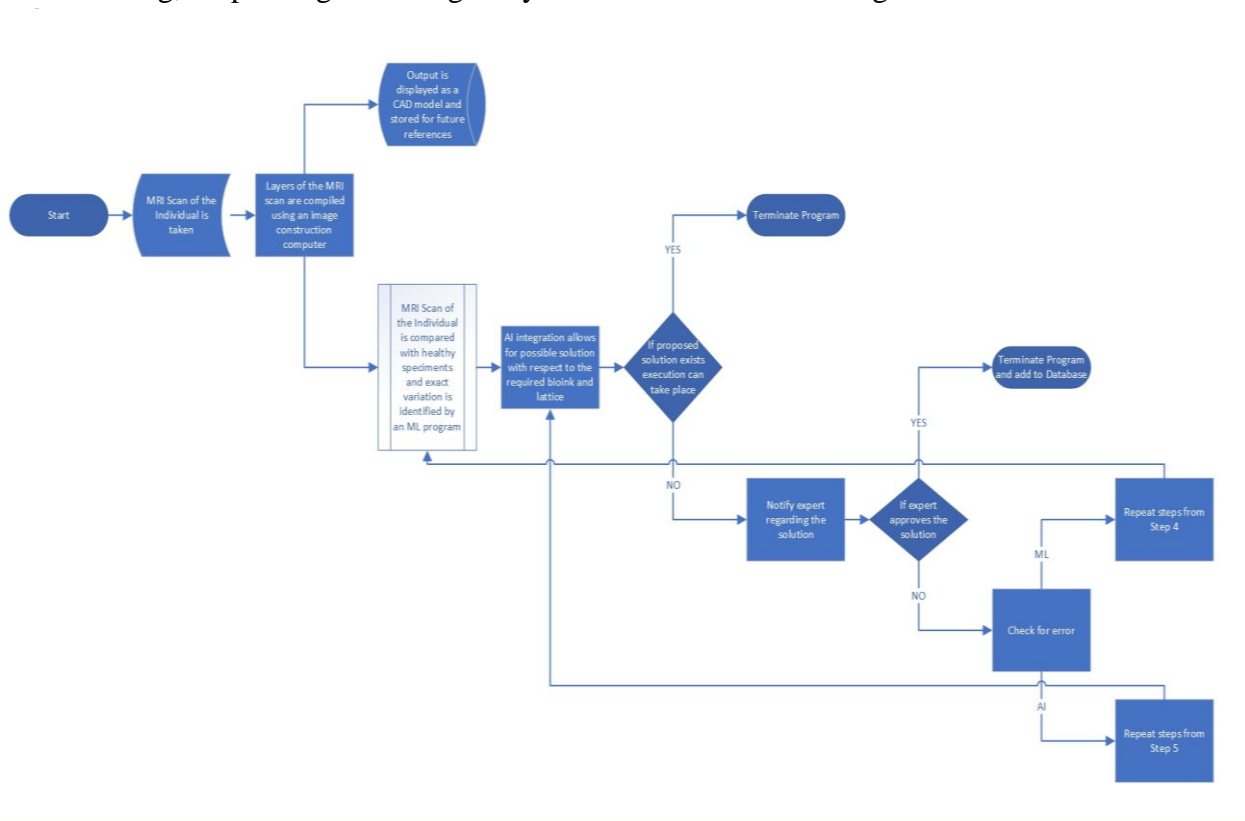 Start
MRI Scan of the
Individual is
taken
Layers of the MRI
scan are compiled
using an image
construction
computer
Output is
displayed as a
CAD model and
stored for future
references
MRI Scan of
the Individual
is compared
with healthy
speciments
and exact
variation is
identified by
an ML program
AI integration allows
for possible solution
with respect to the
required bioink and
lattice
If proposed
solution exists
execution can
take place
YES
Terminate Program
NO
Notify expert
regarding the
solution
If expert
approves the
solution
YES
Terminate Program
and add to Database
NO
Check for error
ML
Repeat steps from
Step 4
AI
Repeat steps from
Step 5